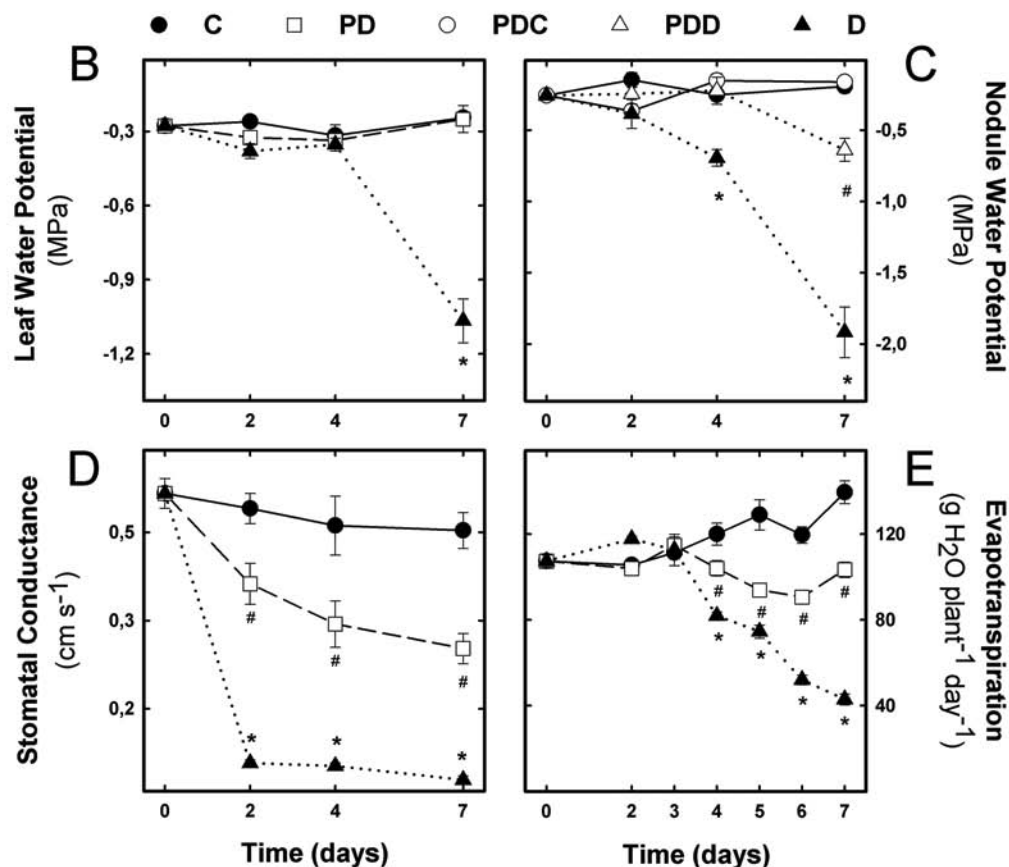 C PD PDC PDD D
B
Leaf Water Potential
(MPa)
-0,3
-0,6
-0,9
-1,2
0 2 4 7
*
C
Nodule Water Potential
(MPa)
-0,5
-1,0
-1,5
-2,0
0 2 4 7
*
#
*
D
Stomatal Conductance
(cm s⁻¹)
0,5
0,3
0,2
# # #
* * *
0 2 4 7
Time (days)
E
Evapotranspiration
(g H₂O plant⁻¹ day⁻¹)
120
80
40
# # # #
* * * *
0 2 3 4 5 6 7
Time (days)